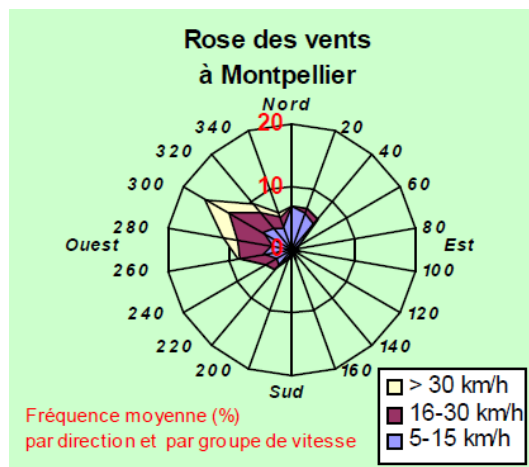 Rose des vents
à Montpellier
Nord
20
340
20
320
40
300
10
60
280
80
Ouest
0
Est
260
100
240
120
220
140
200
160
Sud
> 30 km/h
16-30 km/h
5-15 km/h
Fréquence moyenne (%)
par direction et par groupe de vitesse